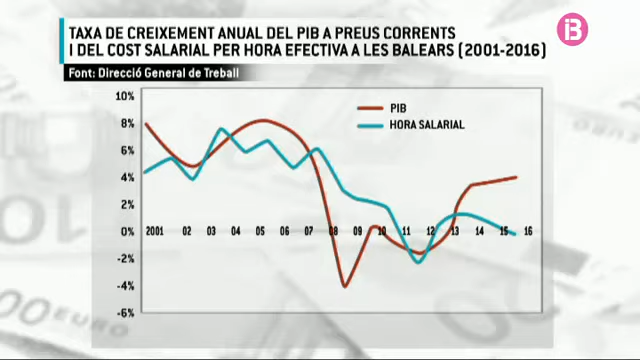 TAXA DE CREIXEMENT ANUAL DEL PIB A PREUS CORRENTS
I DEL COST SALARIAL PER HORA EFECTIVA A LES BALEARS (2001-2016)
Font: Direcció General de Treball
10%
8%
6%
4%
2%
0%
-2%
-4%
-6%
PIB
HORA SALARIAL
2001 02 03 04 05 06 07 08 09 10 11 12 13 14 15 16
00 EURO